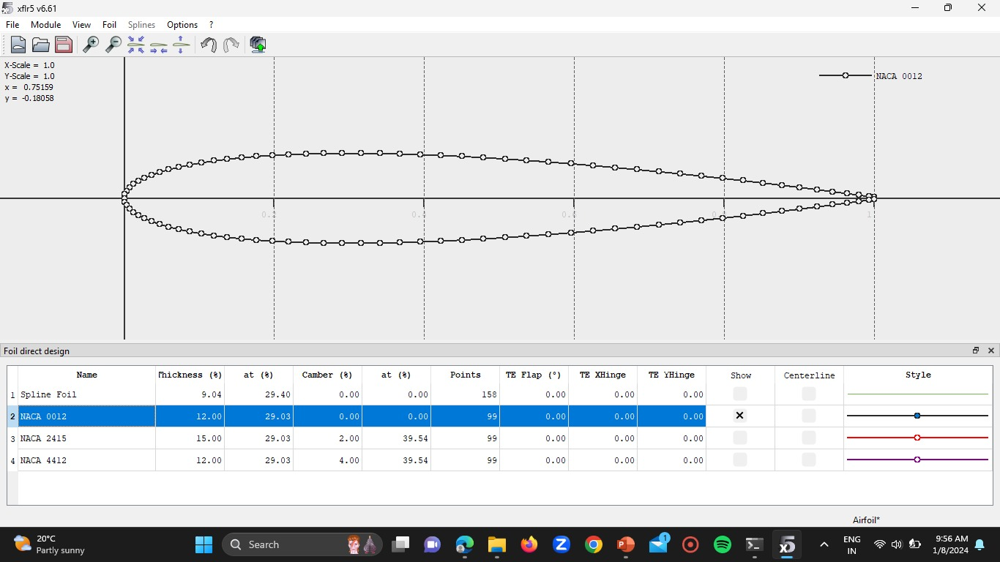 xflr5 v6.61
File Module View Foil Splines Options ?
X-Scale = 1.0
Y-Scale = 1.0
x = 0.75159
y = -0.18058
NACA 0012
0.2 0.4 0.6 0.8 1
Foil direct design
Name Thickness (%) at (%) Camber (%) at (%) Points TE Flap (°) TE XHinge TE YHinge Show Centerline Style
1 Spline Foil 9.04 29.40 0.00 0.00 158 0.00 0.00 0.00
2 NACA 0012 12.00 29.03 0.00 0.00 99 0.00 0.00 0.00
3 NACA 2415 15.00 29.03 2.00 39.54 99 0.00 0.00 0.00
4 NACA 4412 12.00 29.03 4.00 39.54 99 0.00 0.00 0.00
Airfoil*
20°C
Partly sunny
Search
1
x5
ENG
IN
9:56 AM
1/8/2024